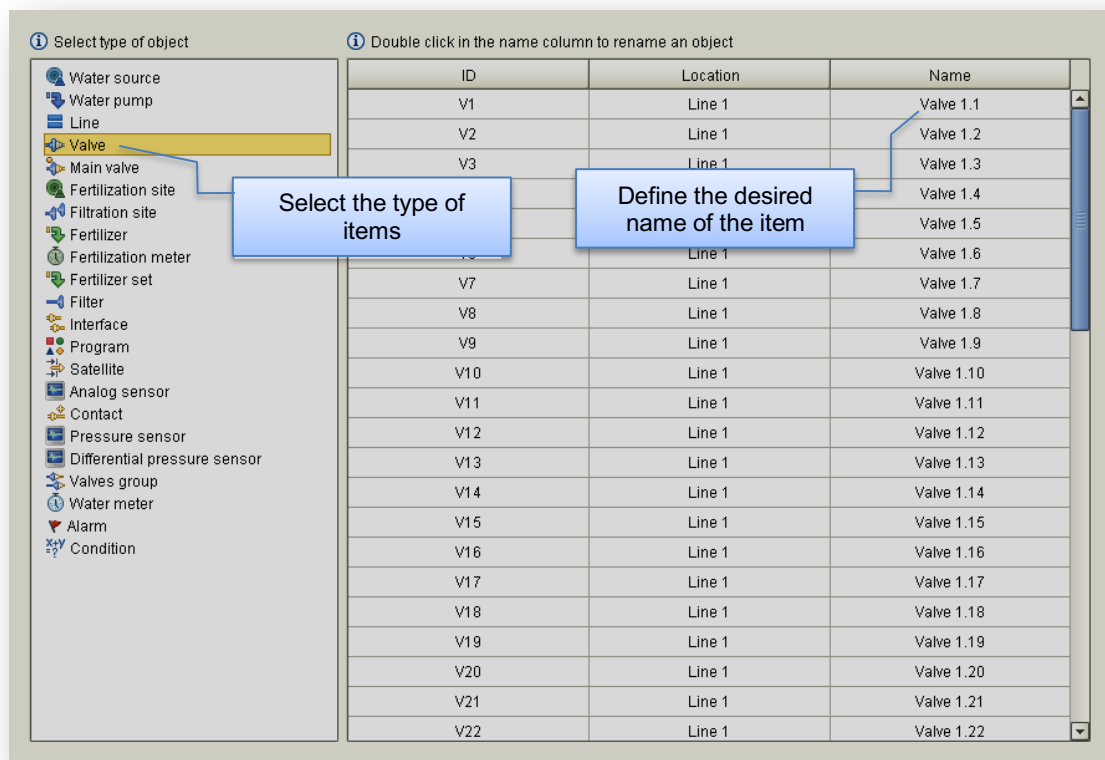 Select type of object
Double click in the name column to rename an object
Water source
Water pump
Line
Valve
Main valve
Fertilization site
Filtration site
Fertilizer
Fertilization meter
Fertilizer set
Filter
Interface
Program
Satellite
Analog sensor
Contact
Pressure sensor
Differential pressure sensor
Valves group
Water meter
Alarm
x+y=? Condition
Select the type of
items
ID Location Name
V1 Line 1 Valve 1.1
V2 Line 1 Valve 1.2
V3 Line 1 Valve 1.3
Valve 1.4
Valve 1.5
Line 1 Valve 1.6
V7 Line 1 Valve 1.7
V8 Line 1 Valve 1.8
V9 Line 1 Valve 1.9
V10 Line 1 Valve 1.10
V11 Line 1 Valve 1.11
V12 Line 1 Valve 1.12
V13 Line 1 Valve 1.13
V14 Line 1 Valve 1.14
V15 Line 1 Valve 1.15
V16 Line 1 Valve 1.16
V17 Line 1 Valve 1.17
V18 Line 1 Valve 1.18
V19 Line 1 Valve 1.19
V20 Line 1 Valve 1.20
V21 Line 1 Valve 1.21
V22 Line 1 Valve 1.22
Define the desired
name of the item